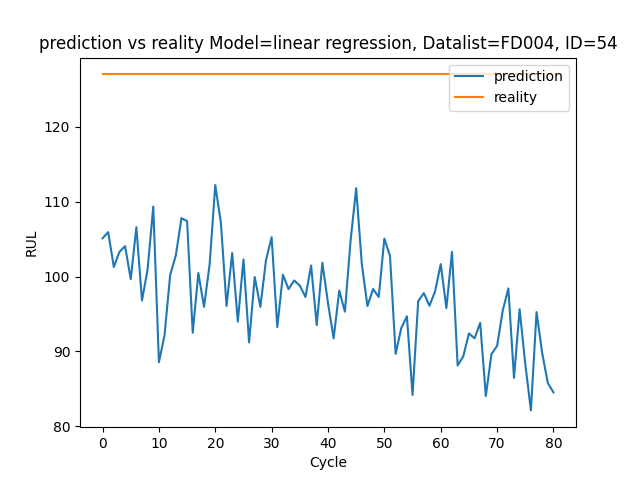 prediction vs reality Model=linear regression, Datalist=FD004, ID=54
prediction
reality
120
110
100
90
80
RUL
0 10 20 30 40 50 60 70 80
Cycle